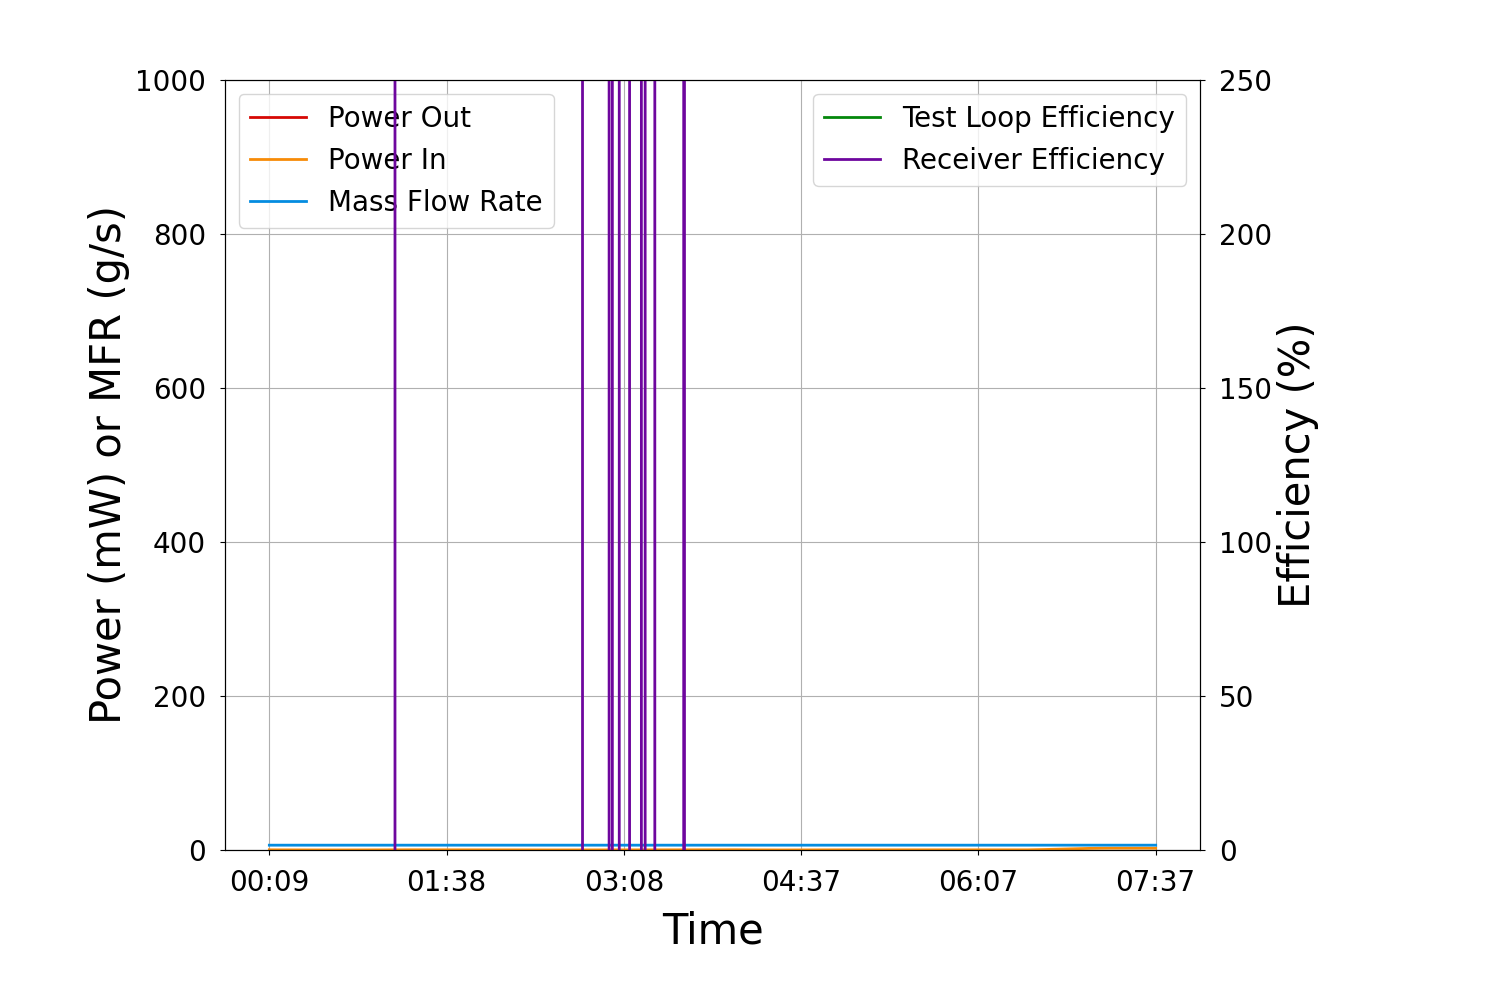 1000
800
600
400
200
0
Power (mW) or MFR (g/s)
Power Out
Power In
Mass Flow Rate
Test Loop Efficiency
Receiver Efficiency
250
200
150
100
50
0
Efficiency (%)
00:09 01:38 03:08 04:37 06:07 07:37
Time